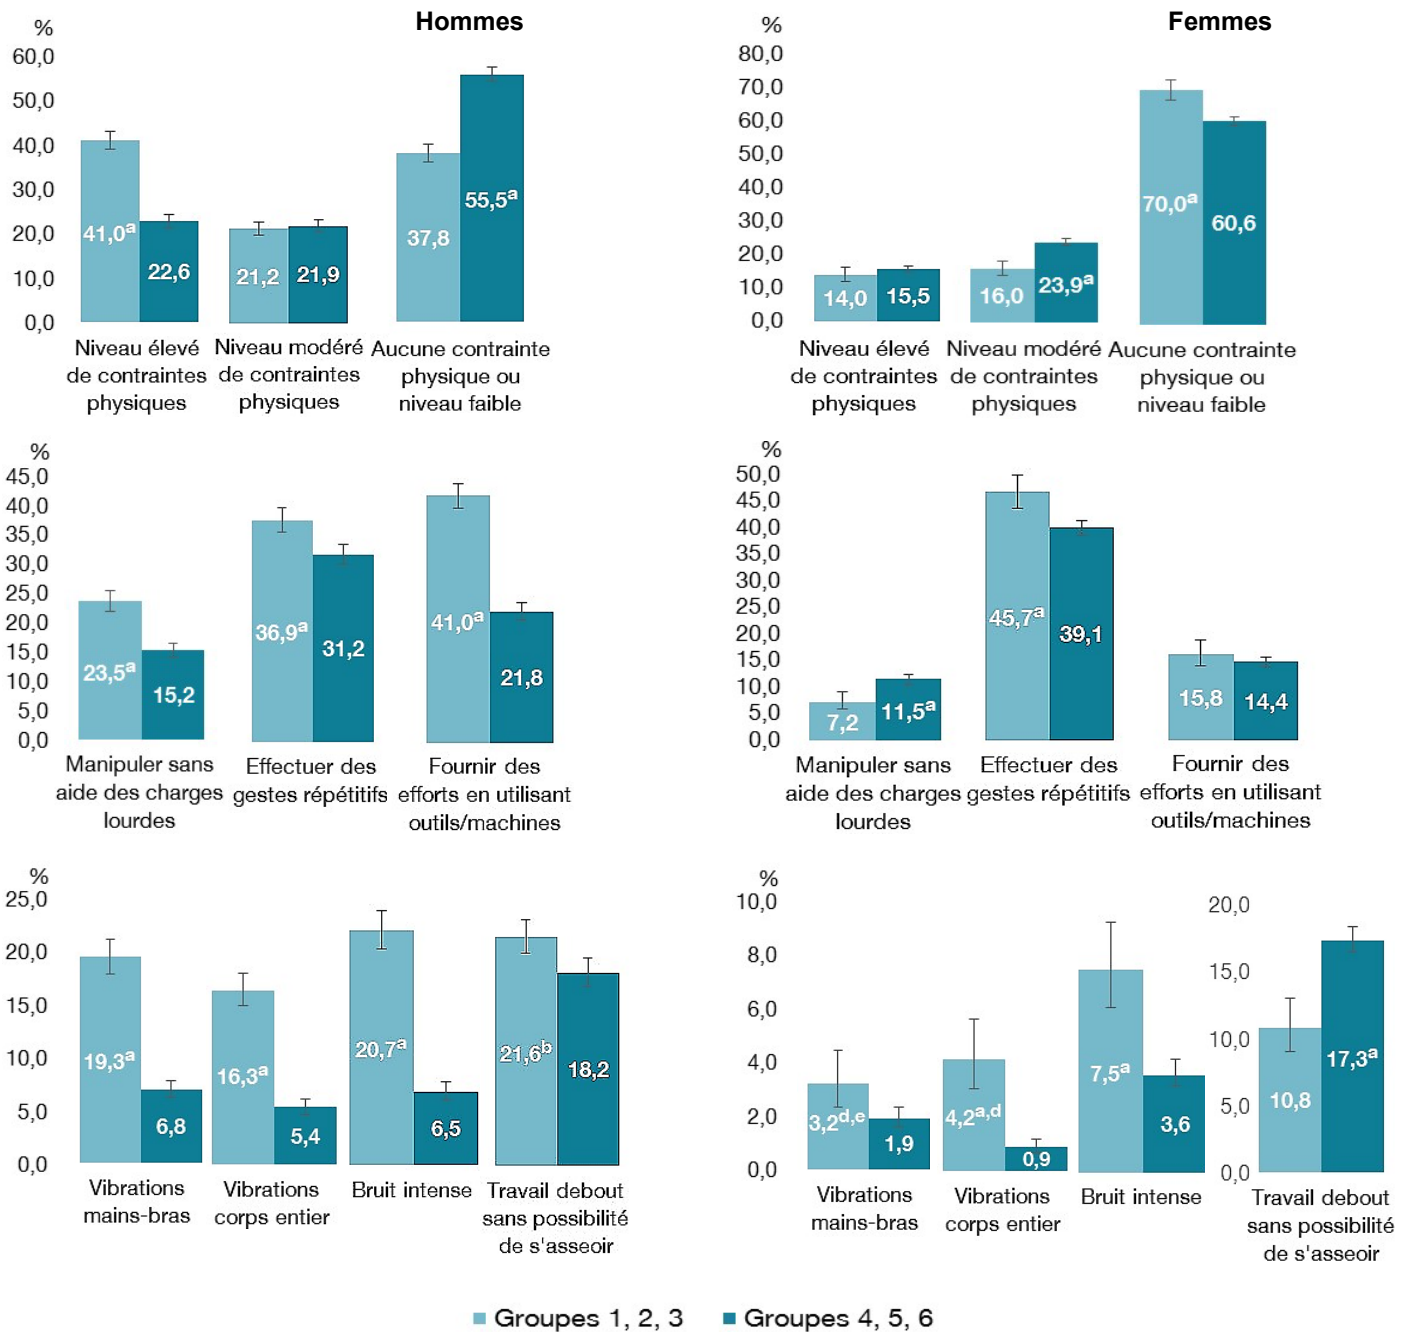 Hommes
%
60,0
50,0
40,0
30,0
20,0
10,0
0,0
41,0a
22,6
21,2
21,9
37,8
55,5a
Niveau élevé
de contraintes
physiques
Niveau modéré
de contraintes
physiques
Aucune contrainte
physique ou
niveau faible
Femmes
%
80,0
70,0
60,0
50,0
40,0
30,0
20,0
10,0
0,0
14,0
15,5
16,0
23,9a
70,0a
60,6
Niveau élevé
de contraintes
physiques
Niveau modéré
de contraintes
physiques
Aucune contrainte
physique ou
niveau faible
%
45,0
40,0
35,0
30,0
25,0
20,0
15,0
10,0
5,0
0,0
23,5a
15,2
36,9a
31,2
41,0a
21,8
Manipuler sans
aide des charges
lourdes
Effectuer des
gestes répétitifs
Fournir des
efforts en utilisant
outils/machines
%
50,0
45,0
40,0
35,0
30,0
25,0
20,0
15,0
10,0
5,0
0,0
7,2
11,5a
45,7a
39,1
15,8
14,4
Manipuler sans
aide des charges
lourdes
Effectuer des
gestes répétitifs
Fournir des
efforts en utilisant
outils/machines
%
25,0
20,0
15,0
10,0
5,0
0,0
19,3a
6,8
16,3a
5,4
20,7a
6,5
21,6b
18,2
Vibrations
mains-bras
Vibrations
corps entier
Bruit intense
Travail debout
sans possibilité
de s'asseoir
%
10,0
8,0
6,0
4,0
2,0
0,0
3,2d,e
1,9
4,2a,d
0,9
7,5a
3,6
20,0
15,0
10,0
5,0
0,0
10,8
17,3a
Vibrations
mains-bras
Vibrations
corps entier
Bruit intense
Travail debout
sans possibilité
de s'asseoir
Groupes 1, 2, 3
Groupes 4, 5, 6